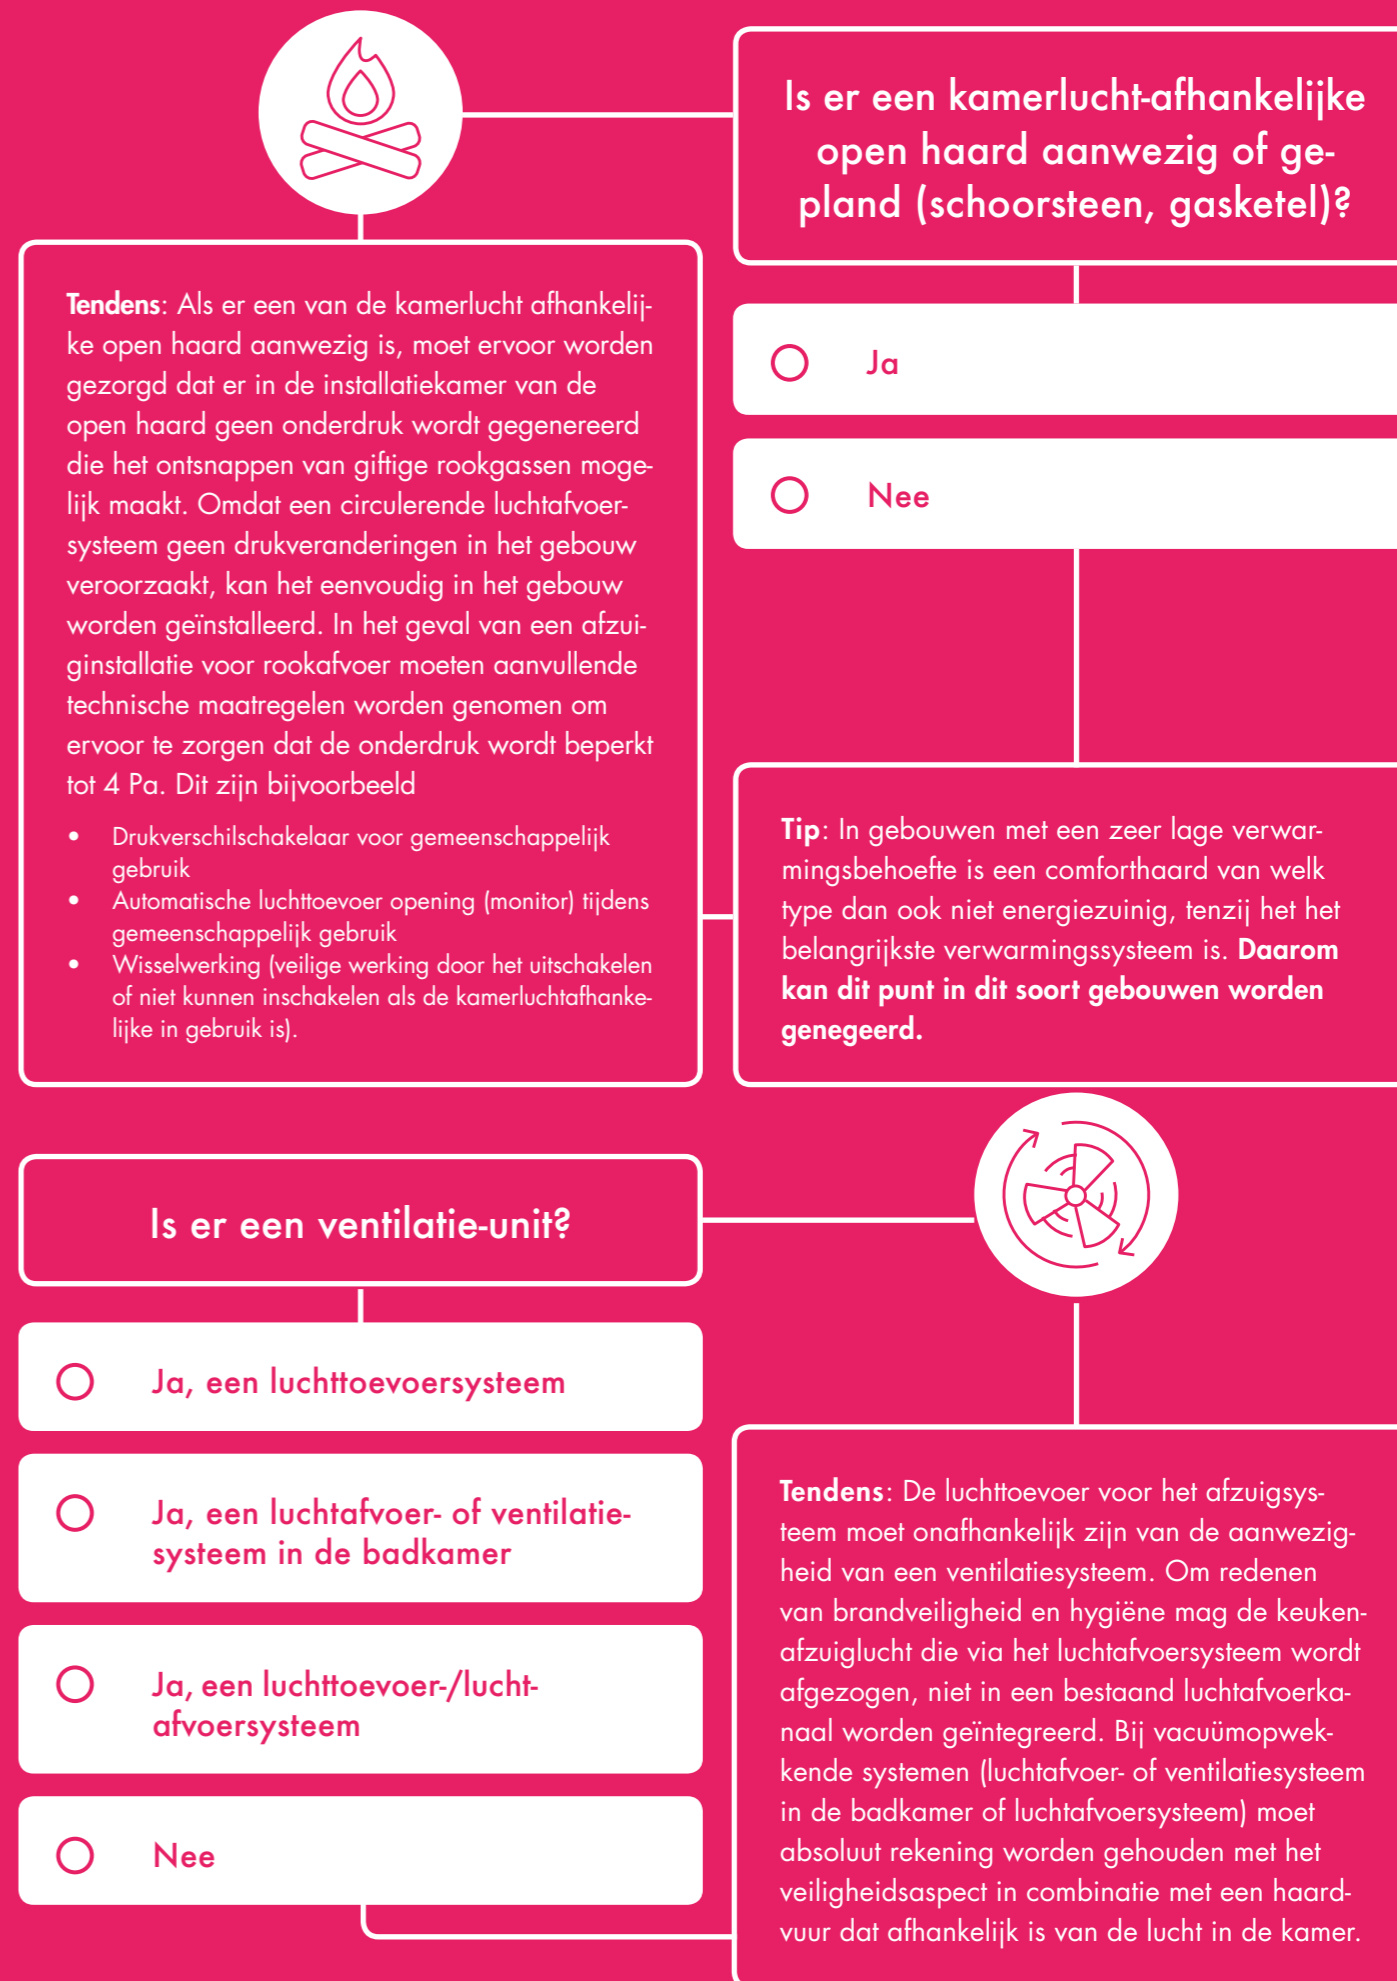 Is er een kamerlucht-afhankelijke
open haard aanwezig of ge-
pland (schoorsteen, gasketel)?
Ja
Nee
Tendens: Als er een van de kamerlucht afhankelij-
ke open haard aanwezig is, moet ervoor worden
gezorgd dat er in de installatiekamer van de
open haard geen onderdruk wordt gegenereerd
die het ontsnappen van giftige rookgassen moge-
lijk maakt. Omdat een circulerende luchtafvoer-
systeem geen drukveranderingen in het gebouw
veroorzaakt, kan het eenvoudig in het gebouw
worden geïnstalleerd. In het geval van een afzui-
ginstallatie voor rookafvoer moeten aanvullende
technische maatregelen worden genomen om
ervoor te zorgen dat de onderdruk wordt beperkt
tot 4 Pa. Dit zijn bijvoorbeeld
• Drukverschilschakelaar voor gemeenschappelijk
gebruik
• Automatische luchttoevoer opening (monitor) tijdens
gemeenschappelijk gebruik
• Wisselwerking (veilige werking door het uitschakelen
of niet kunnen inschakelen als de kamerluchtafhanke-
lijke in gebruik is).
Tip: In gebouwen met een zeer lage verwar-
mingsbehoefte is een comforthaard van welk
type dan ook niet energiezuinig, tenzij het het
belangrijkste verwarmingssysteem is. Daarom
kan dit punt in dit soort gebouwen worden
genegeerd.
Is er een ventilatie-unit?
Ja, een luchttoevoersysteem
Ja, een luchtafvoer- of ventilatie-
systeem in de badkamer
Ja, een luchttoevoer-/lucht-
afvoersysteem
Nee
Tendens: De luchttoevoer voor het afzuigsys-
teem moet onafhankelijk zijn van de aanwezig-
heid van een ventilatiesysteem. Om redenen
van brandveiligheid en hygiëne mag de keuken-
afzuiglucht die via het luchtafvoersysteem wordt
afgezogen, niet in een bestaand luchtafvoerka-
naal worden geïntegreerd. Bij vacuümopwek-
kende systemen (luchtafvoer- of ventilatiesysteem
in de badkamer of luchtafvoersysteem) moet
absoluut rekening worden gehouden met het
veiligheidsaspect in combinatie met een haard-
vuur dat afhankelijk is van de lucht in de kamer.